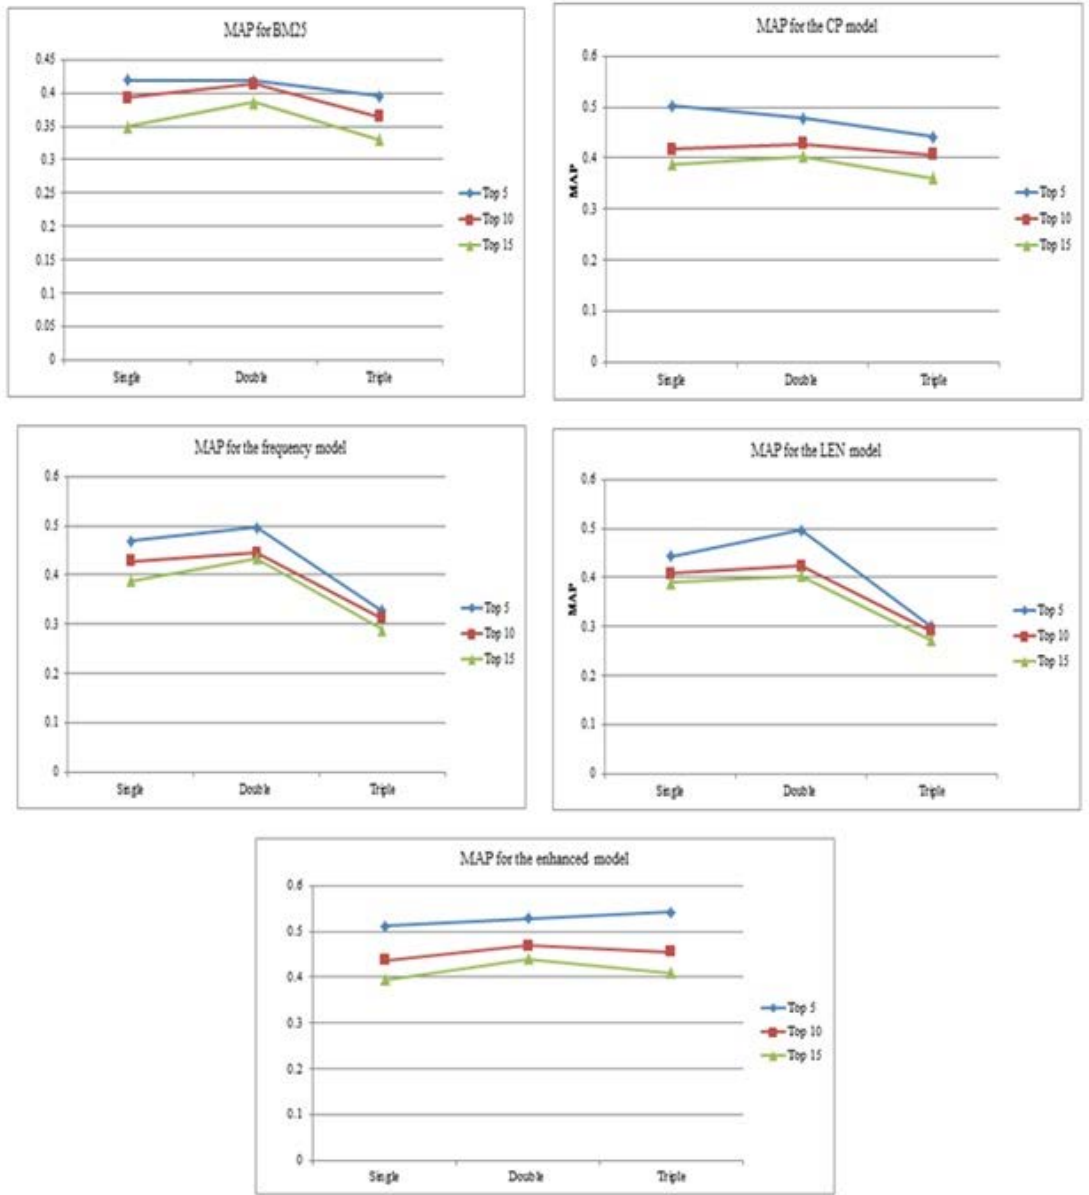 MAP for BM25
0.45
0.4
0.35
0.3
0.25
0.2
0.15
0.1
0.05
0
Single
Double
Triple
Top 5
Top 10
Top 15
MAP for the CP model
MAP
0.6
0.5
0.4
0.3
0.2
0.1
0
Single
Double
Triple
Top 5
Top 10
Top 15
MAP for the frequency model
0.6
0.5
0.4
0.3
0.2
0.1
0
Single
Double
Triple
Top 5
Top 10
Top 15
MAP for the LEN model
MAP
0.6
0.5
0.4
0.3
0.2
0.1
0
Single
Double
Triple
Top 5
Top 10
Top 15
MAP for the enhanced model
0.6
0.5
0.4
0.3
0.2
0.1
0
Single
Double
Triple
Top 5
Top 10
Top 15